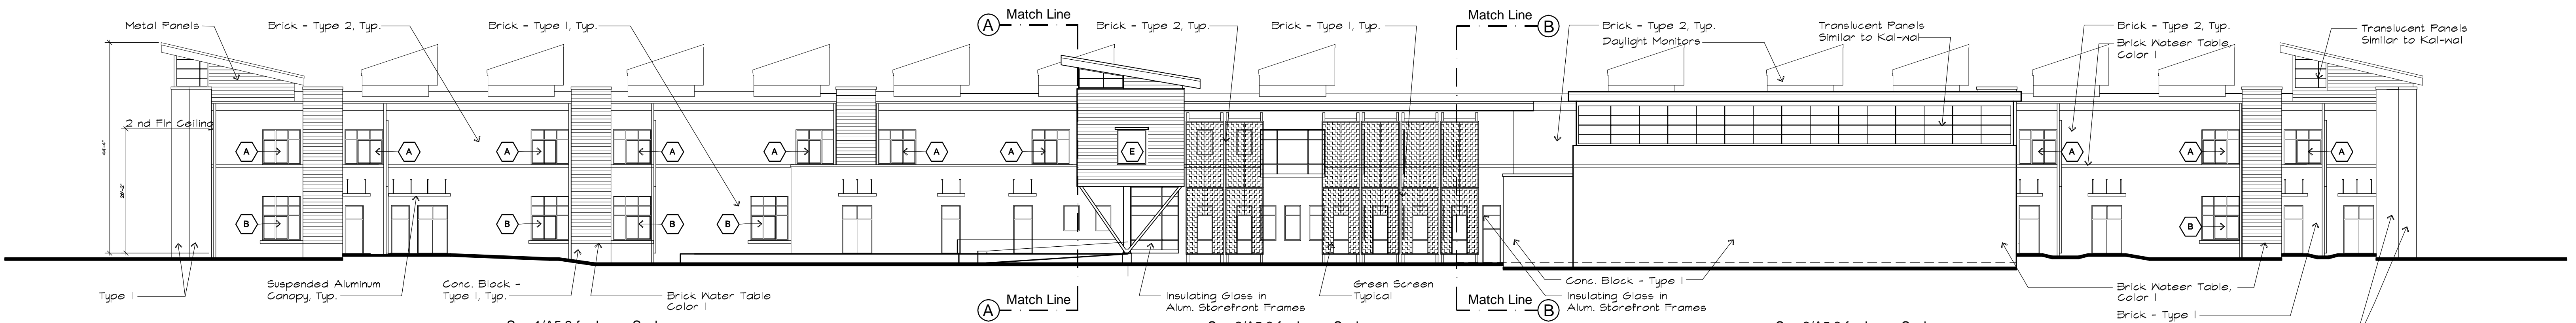 Metal Panels
Brick - Type 2, Typ.
Brick - Type 1, Typ.
A
Match Line
Brick - Type 2, Typ.
Brick - Type 1, Typ.
Match Line
B
Brick - Type 2, Typ.
Daylight Monitors
Translucent Panels
Similar to Kal-wal
Brick - Type 2, Typ.
Brick Wateer Table,
Color 1
Translucent Panels
Similar to Kal-wal
2 nd Flr Ceiling
A
A
A
A
A
A
A
E
A
A
A
B
B
B
B
B
Type 1
Suspended Aluminum
Canopy, Typ.
Conc. Block -
Type 1, Typ.
Brick Water Table
Color 1
A
Match Line
Insulating Glass in
Alum. Storefront Frames
Green Screen
Typical
Match Line
B
Conc. Block - Type 1
Insulating Glass in
Alum. Storefront Frames
Brick Wateer Table,
Color 1
Brick - Type 1